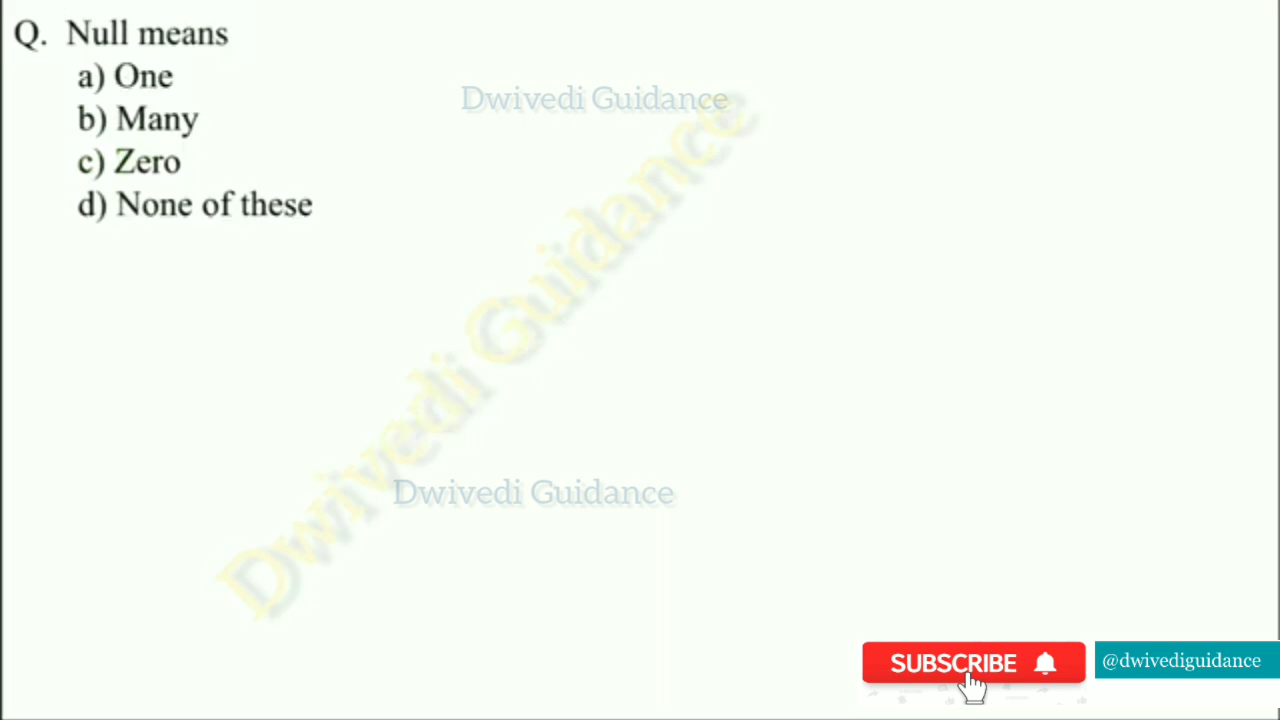 Q. Null means
a) One
b) Many
c) Zero
d) None of these
Dwivedi Guidance
Dwivedi Guidance
Dwivedi Guidance
SUBSCRIBE
@dwivediguidance